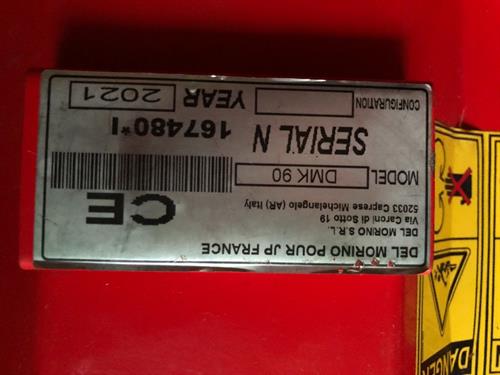 DEL MORINO POUR JP FRANCE
DEL MORINO S.R.L.
Via Caroni di Sotto 19
52033 Caprese Michelangelo (AR) Italy
CE
MODEL DMK 90
SERIAL N 167480*I
CONFIGURATION
YEAR 2021
DANGER